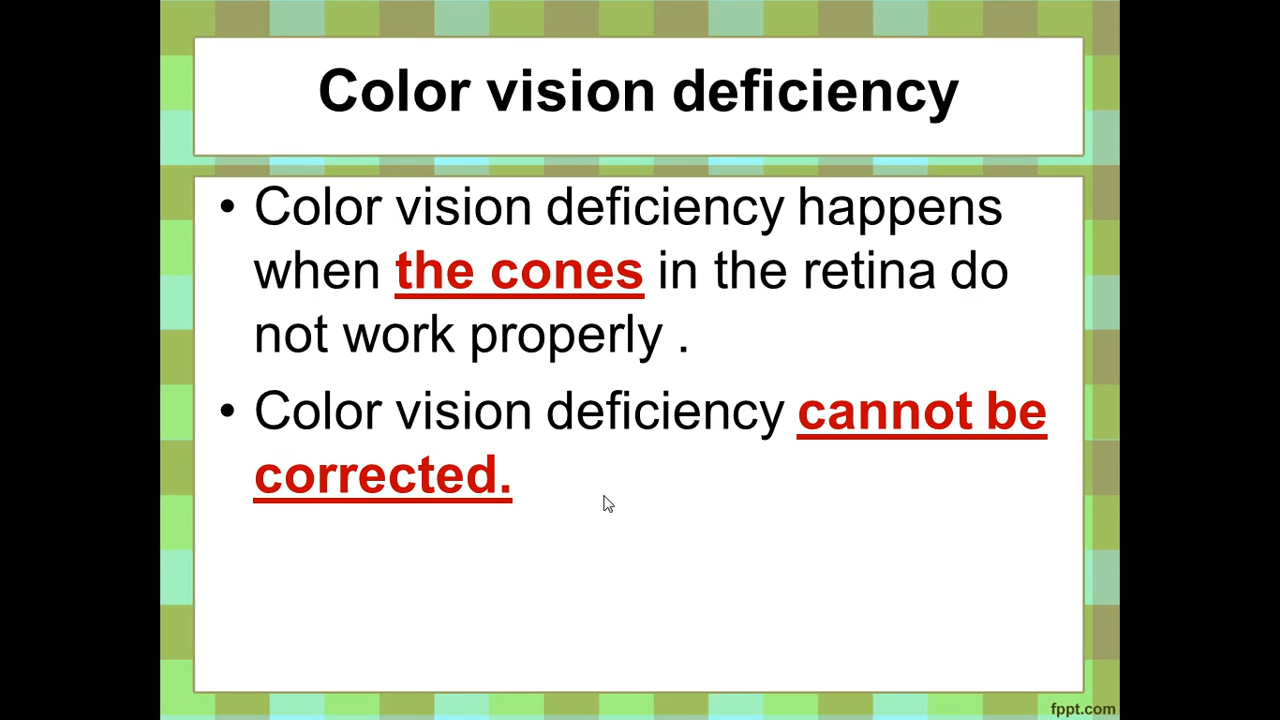 Color vision deficiency
• Color vision deficiency happens
when the cones in the retina do
not work properly .
• Color vision deficiency cannot be
corrected.
fppt.com